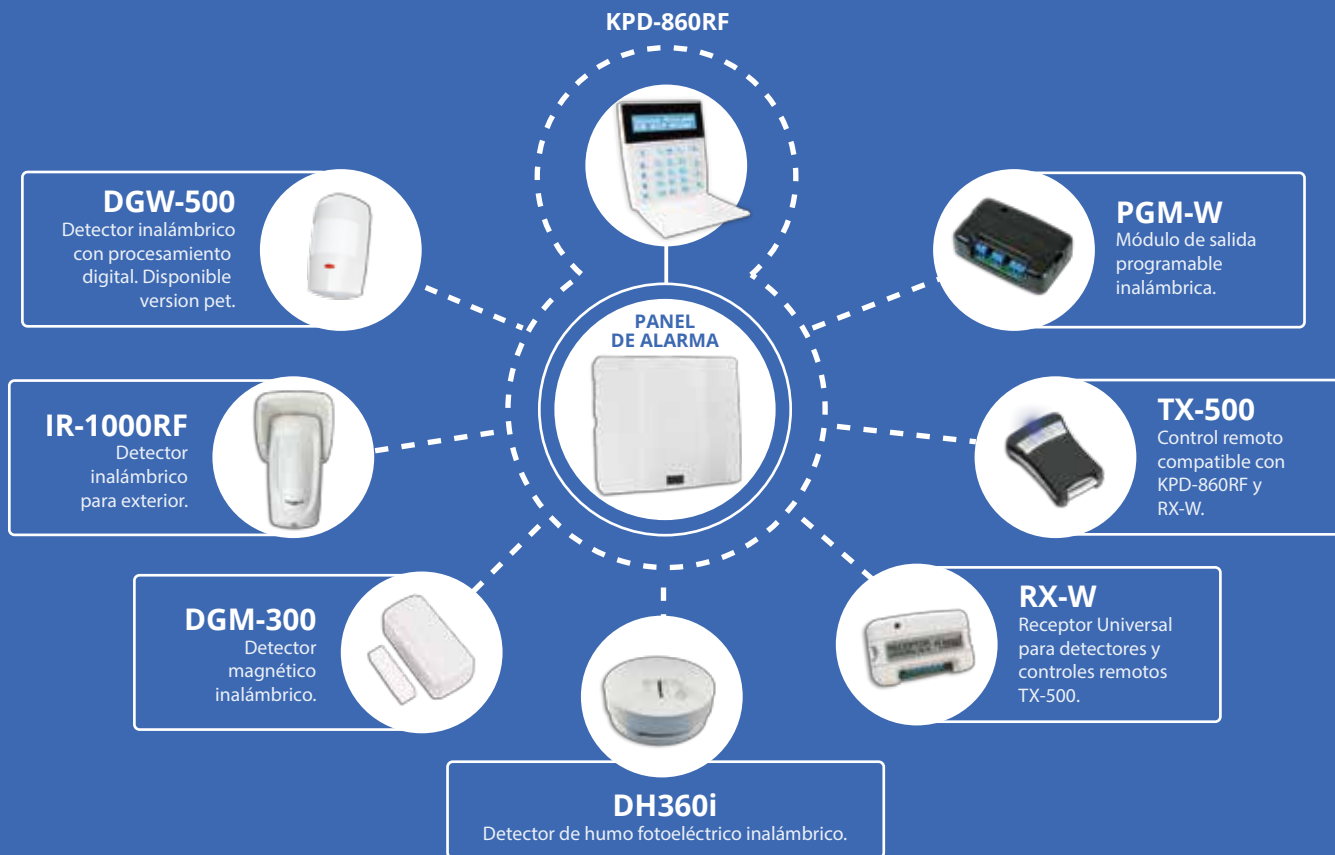 KPD-860RF
DGW-500
Detector inalámbrico
con procesamiento
digital. Disponible
version pet.
PGM-W
Módulo de salida
programable
inalámbrica.
PANEL
DE ALARMA
IR-1000RF
Detector
inalámbrico
para exterior.
TX-500
Control remoto
compatible con
KPD-860RF y
RX-W.
DGM-300
Detector
magnético
inalámbrico.
RX-W
Receptor Universal
para detectores y
controles remotos
TX-500.
DH360i
Detector de humo fotoeléctrico inalámbrico.